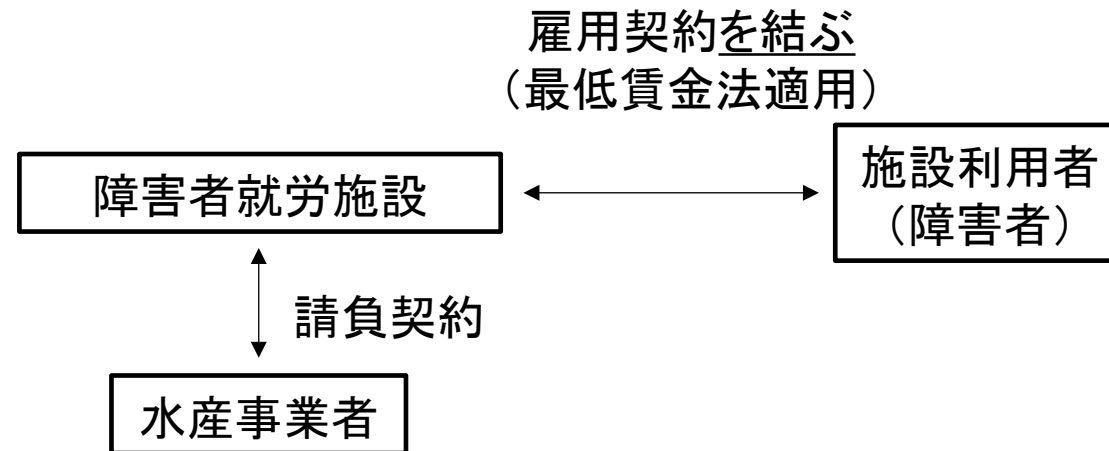 雇用契約を結ぶ
（最低賃金法適用）
障害者就労施設
施設利用者
（障害者）
請負契約
水産事業者